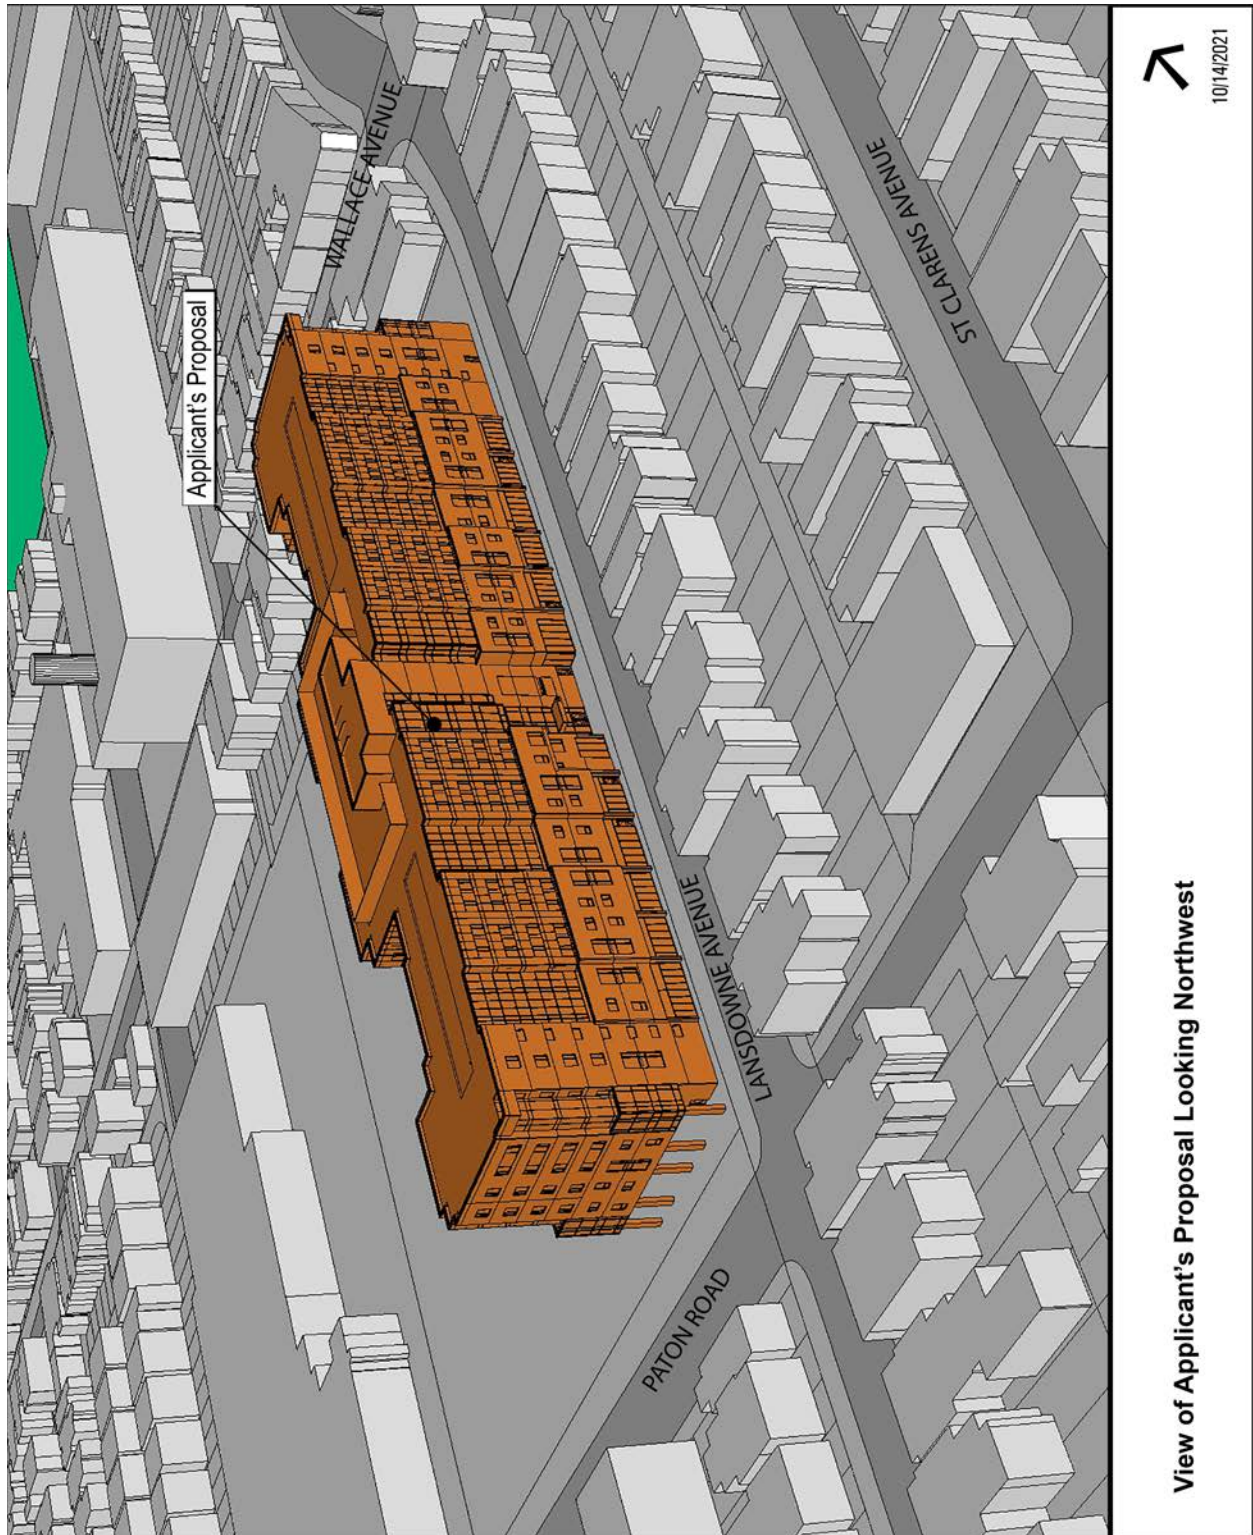 WALLACE AVENUE
Applicant's Proposal
ST CLARENS AVENUE
LANSDOWNE AVENUE
PATON ROAD
View of Applicant's Proposal Looking Northwest
10/14/2021